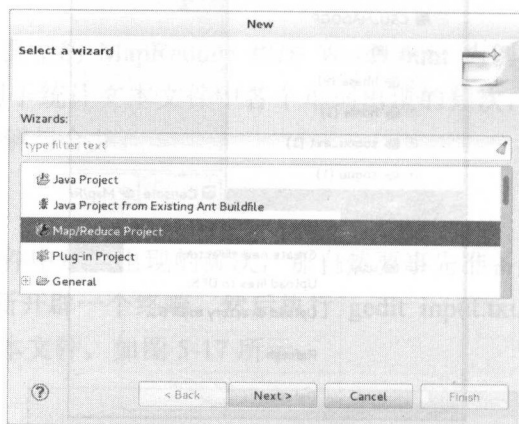 New
Select a wizard
Wizards:
type filter text
Java Project
Java Project from Existing Ant Buildfile
Map/Reduce Project
Plug-in Project
General
?
< Back
Next >
Cancel
Finish